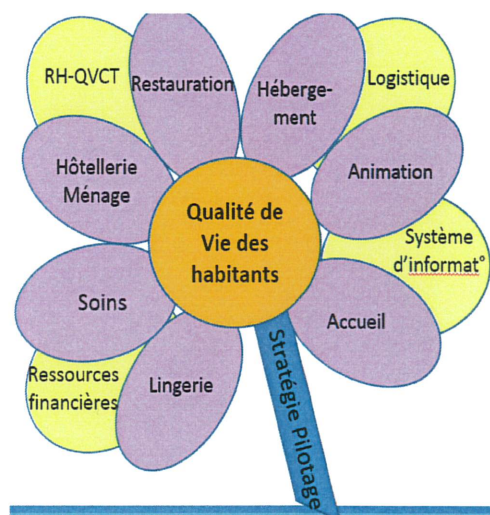 RH-QVCT
Restauration
Héberge-
ment
Logistique
Hôtellerie
Ménage
Animation
Qualité de
Vie des
habitants
Système
d'informat°
Soins
Accueil
Ressources
financières
Lingerie
Stratégie Pilotage